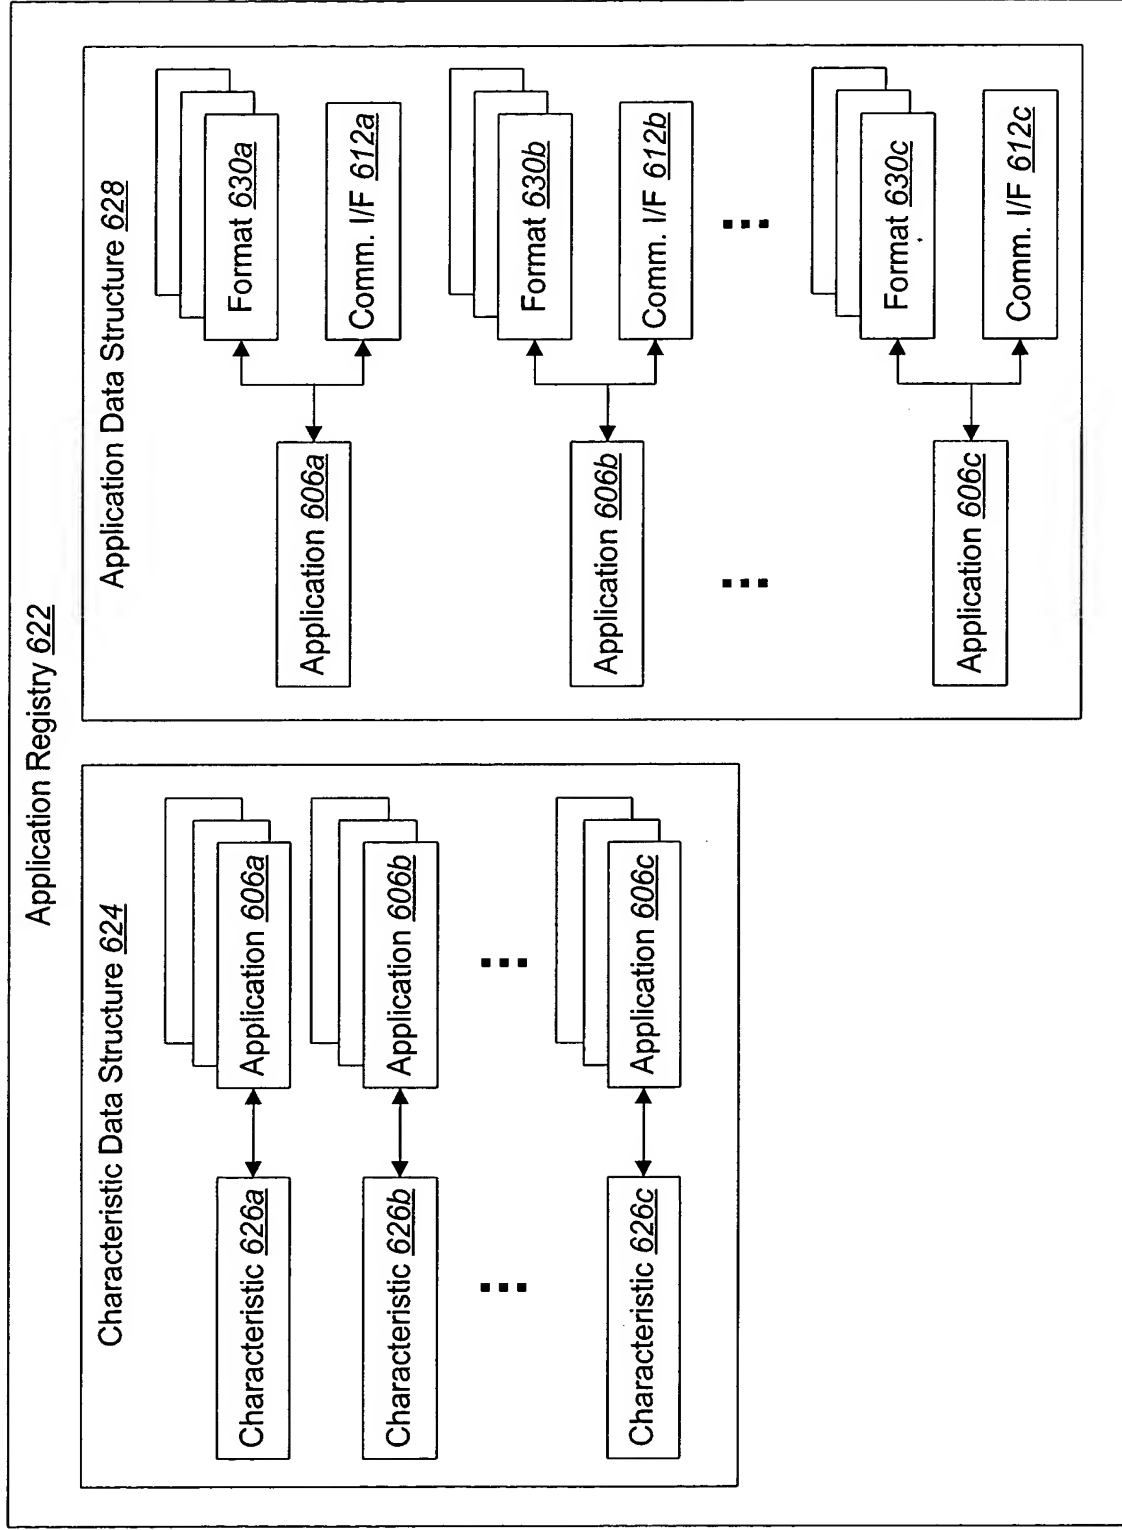 Application Registry 622
Characteristic Data Structure 624
Characteristic 626a
Application 606a
Characteristic 626b
Application 606b
Characteristic 626c
Application 606c
Application Data Structure 628
Application 606a
Format 630a
Comm. I/F 612a
Application 606b
Format 630b
Comm. I/F 612b
Application 606c
Format 630c
Comm. I/F 612c